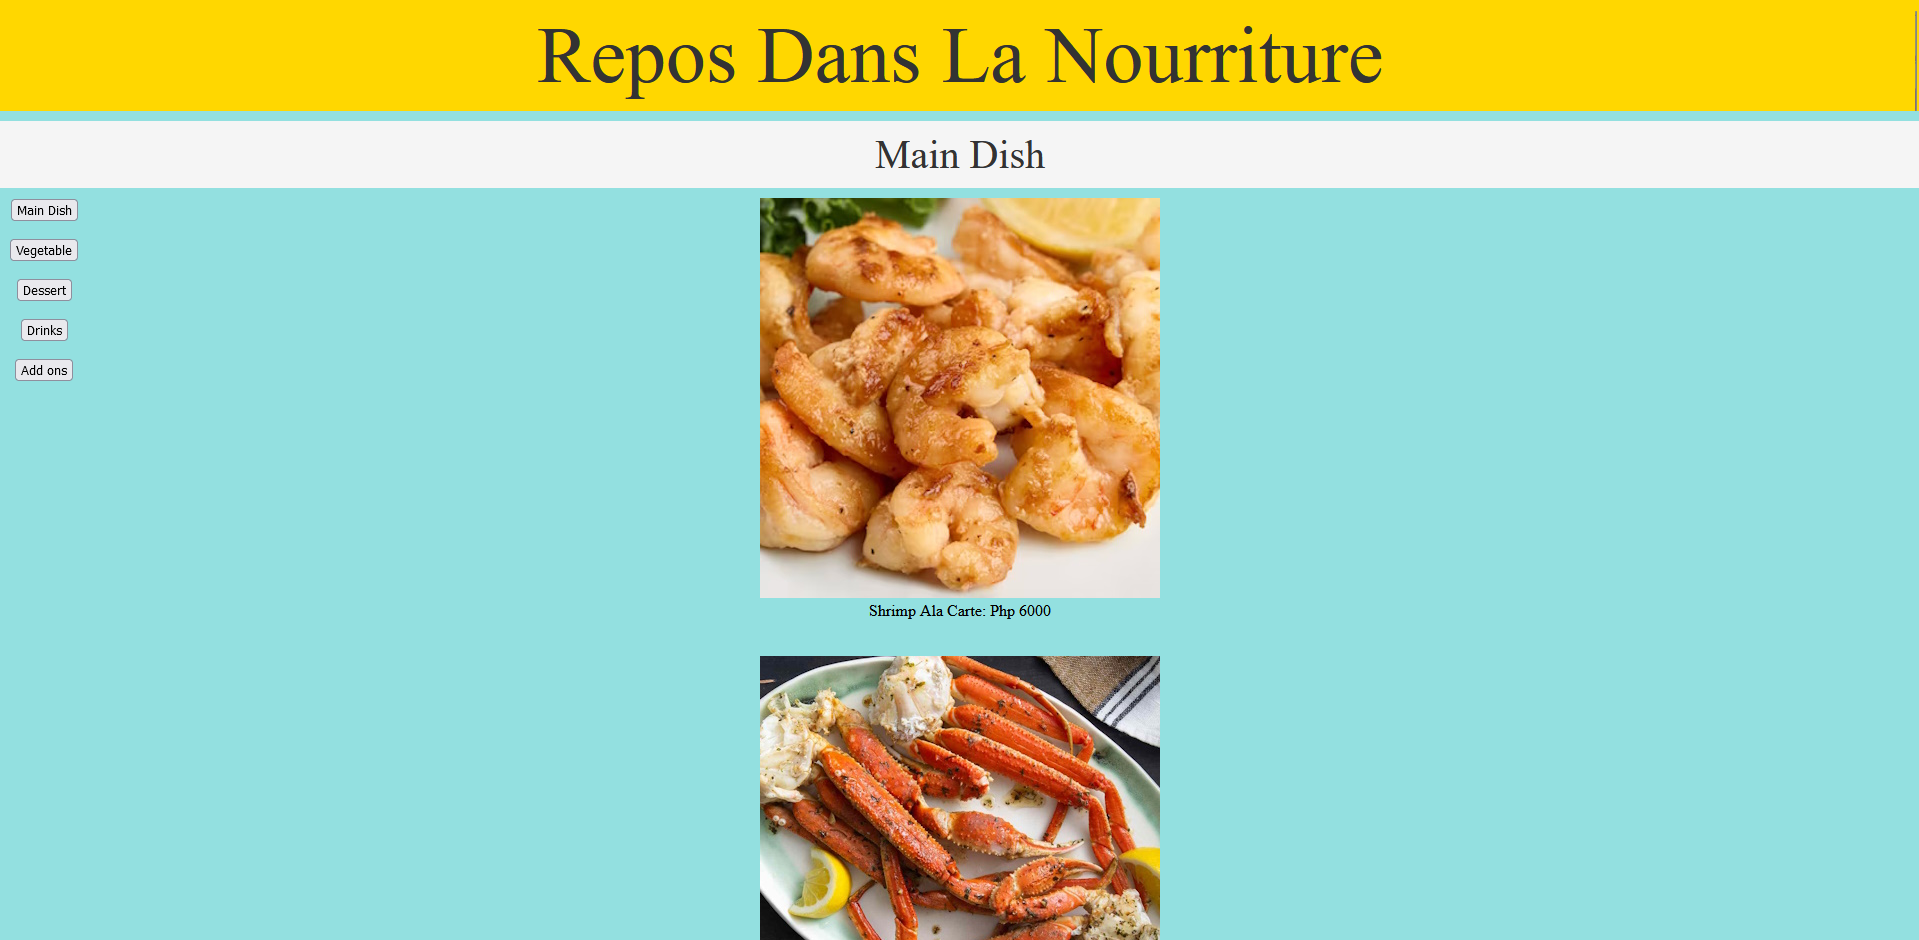 Repos Dans La Nourriture
Main Dish
Main Dish
Vegetable
Dessert
Drinks
Add ons
Shrimp Ala Carte: Php 6000